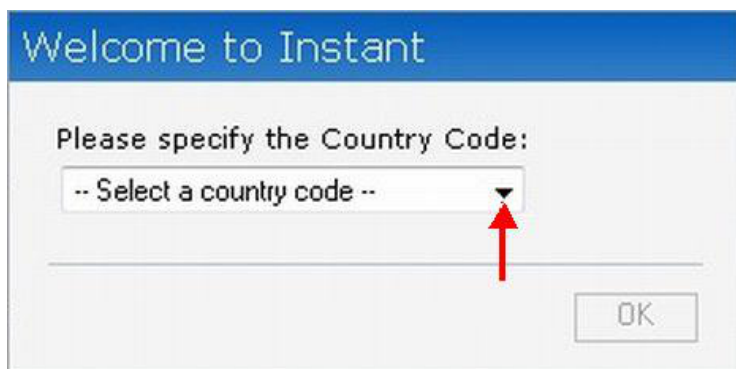 Welcome to Instant
Please specify the Country Code:
-- Select a country code --
OK